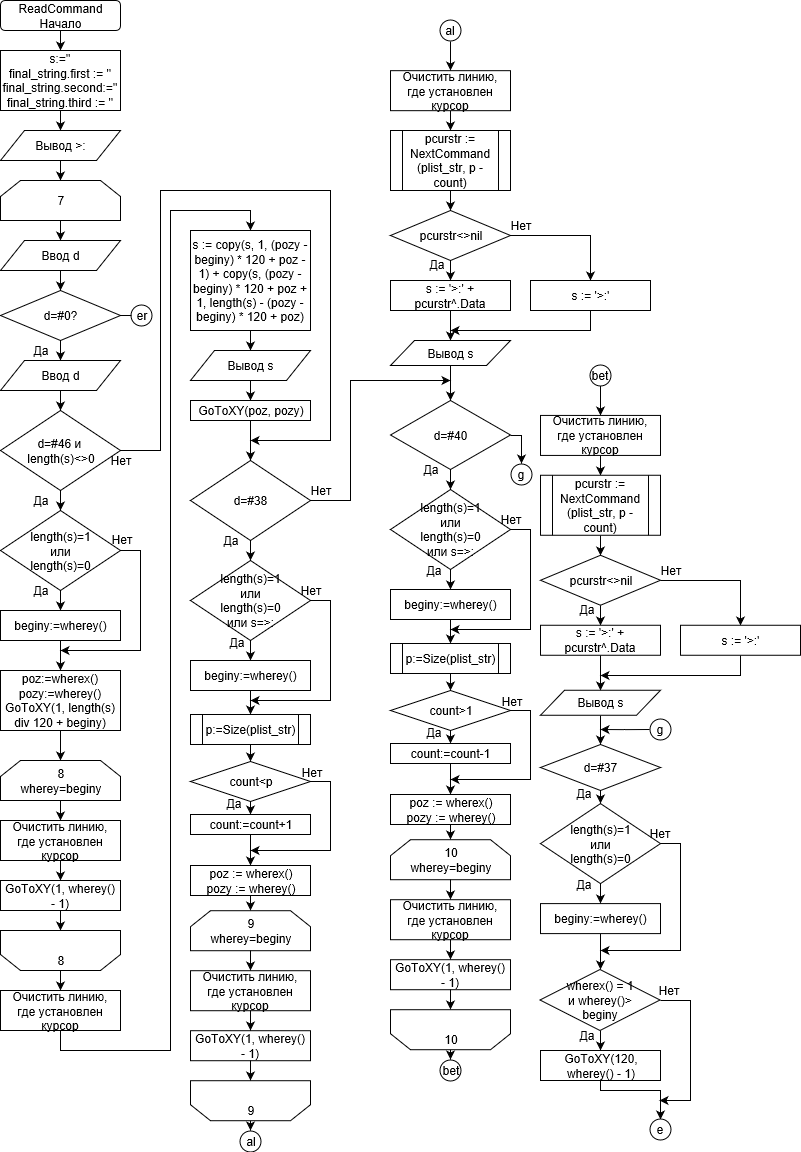 ReadCommand
Начало
s:=''
final_string.first := ''
final_string.second:=''
final_string.third := ''
Вывод >:
7
Ввод d
d=#0?
er
Да
Ввод d
d=#46 и
length(s)<>0
Нет
Да
length(s)=1
или
length(s)=0
Нет
Да
beginy:=wherey()
poz:=wherex()
pozy:=wherey()
GoToXY(1, length(s)
div 120 + beginy)
8
wherey=beginy
Очистить линию,
где установлен
курсор
GoToXY(1, wherey()
- 1)
8
Очистить линию,
где установлен
курсор
s := copy(s, 1, (pozy -
beginy) * 120 + poz -
1) + copy(s, (pozy -
beginy) * 120 + poz +
1, length(s) - (pozy -
beginy) * 120 + poz)
Вывод s
GoToXY(poz, pozy)
d=#38
Нет
Да
length(s)=1
или
length(s)=0
или s=>:
Нет
Да
beginy:=wherey()
p:=Size(plist_str)
count<p
Нет
Да
count:=count+1
poz := wherex()
pozy := wherey()
9
wherey=beginy
Очистить линию,
где установлен
курсор
GoToXY(1, wherey()
- 1)
9
al
al
Очистить линию,
где установлен
курсор
pcurstr :=
NextCommand
(plist_str, p -
count)
pcurstr<>nil
Нет
Да
s := '>:' +
pcurstr^.Data
s := '>:'
Вывод s
d=#40
g
Да
length(s)=1
или
length(s)=0
или s=>:
Нет
Да
beginy:=wherey()
p:=Size(plist_str)
count>1
Нет
Да
count:=count-1
poz := wherex()
pozy := wherey()
10
wherey=beginy
Очистить линию,
где установлен
курсор
GoToXY(1, wherey()
- 1)
10
bet
bet
Очистить линию,
где установлен
курсор
pcurstr :=
NextCommand
(plist_str, p -
count)
pcurstr<>nil
Нет
Да
s := '>:' +
pcurstr^.Data
s := '>:'
Вывод s
g
d=#37
Да
length(s)=1
или
length(s)=0
Нет
Да
beginy:=wherey()
wherex() = 1
и wherey()>
beginy
Нет
Да
GoToXY(120,
wherey() - 1)
e